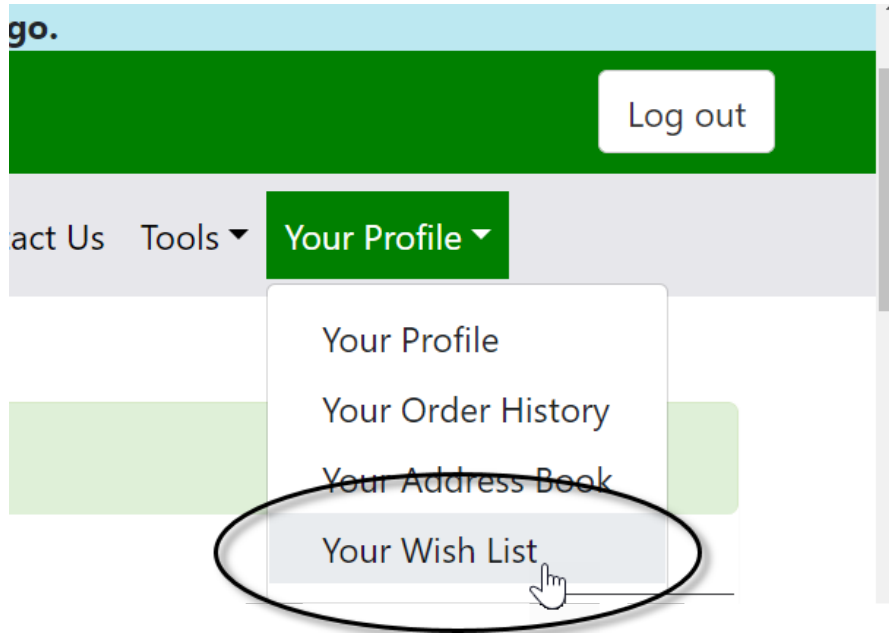 go.
Log out
act Us Tools Your Profile
Your Profile
Your Order History
Your Address Book
Your Wish List